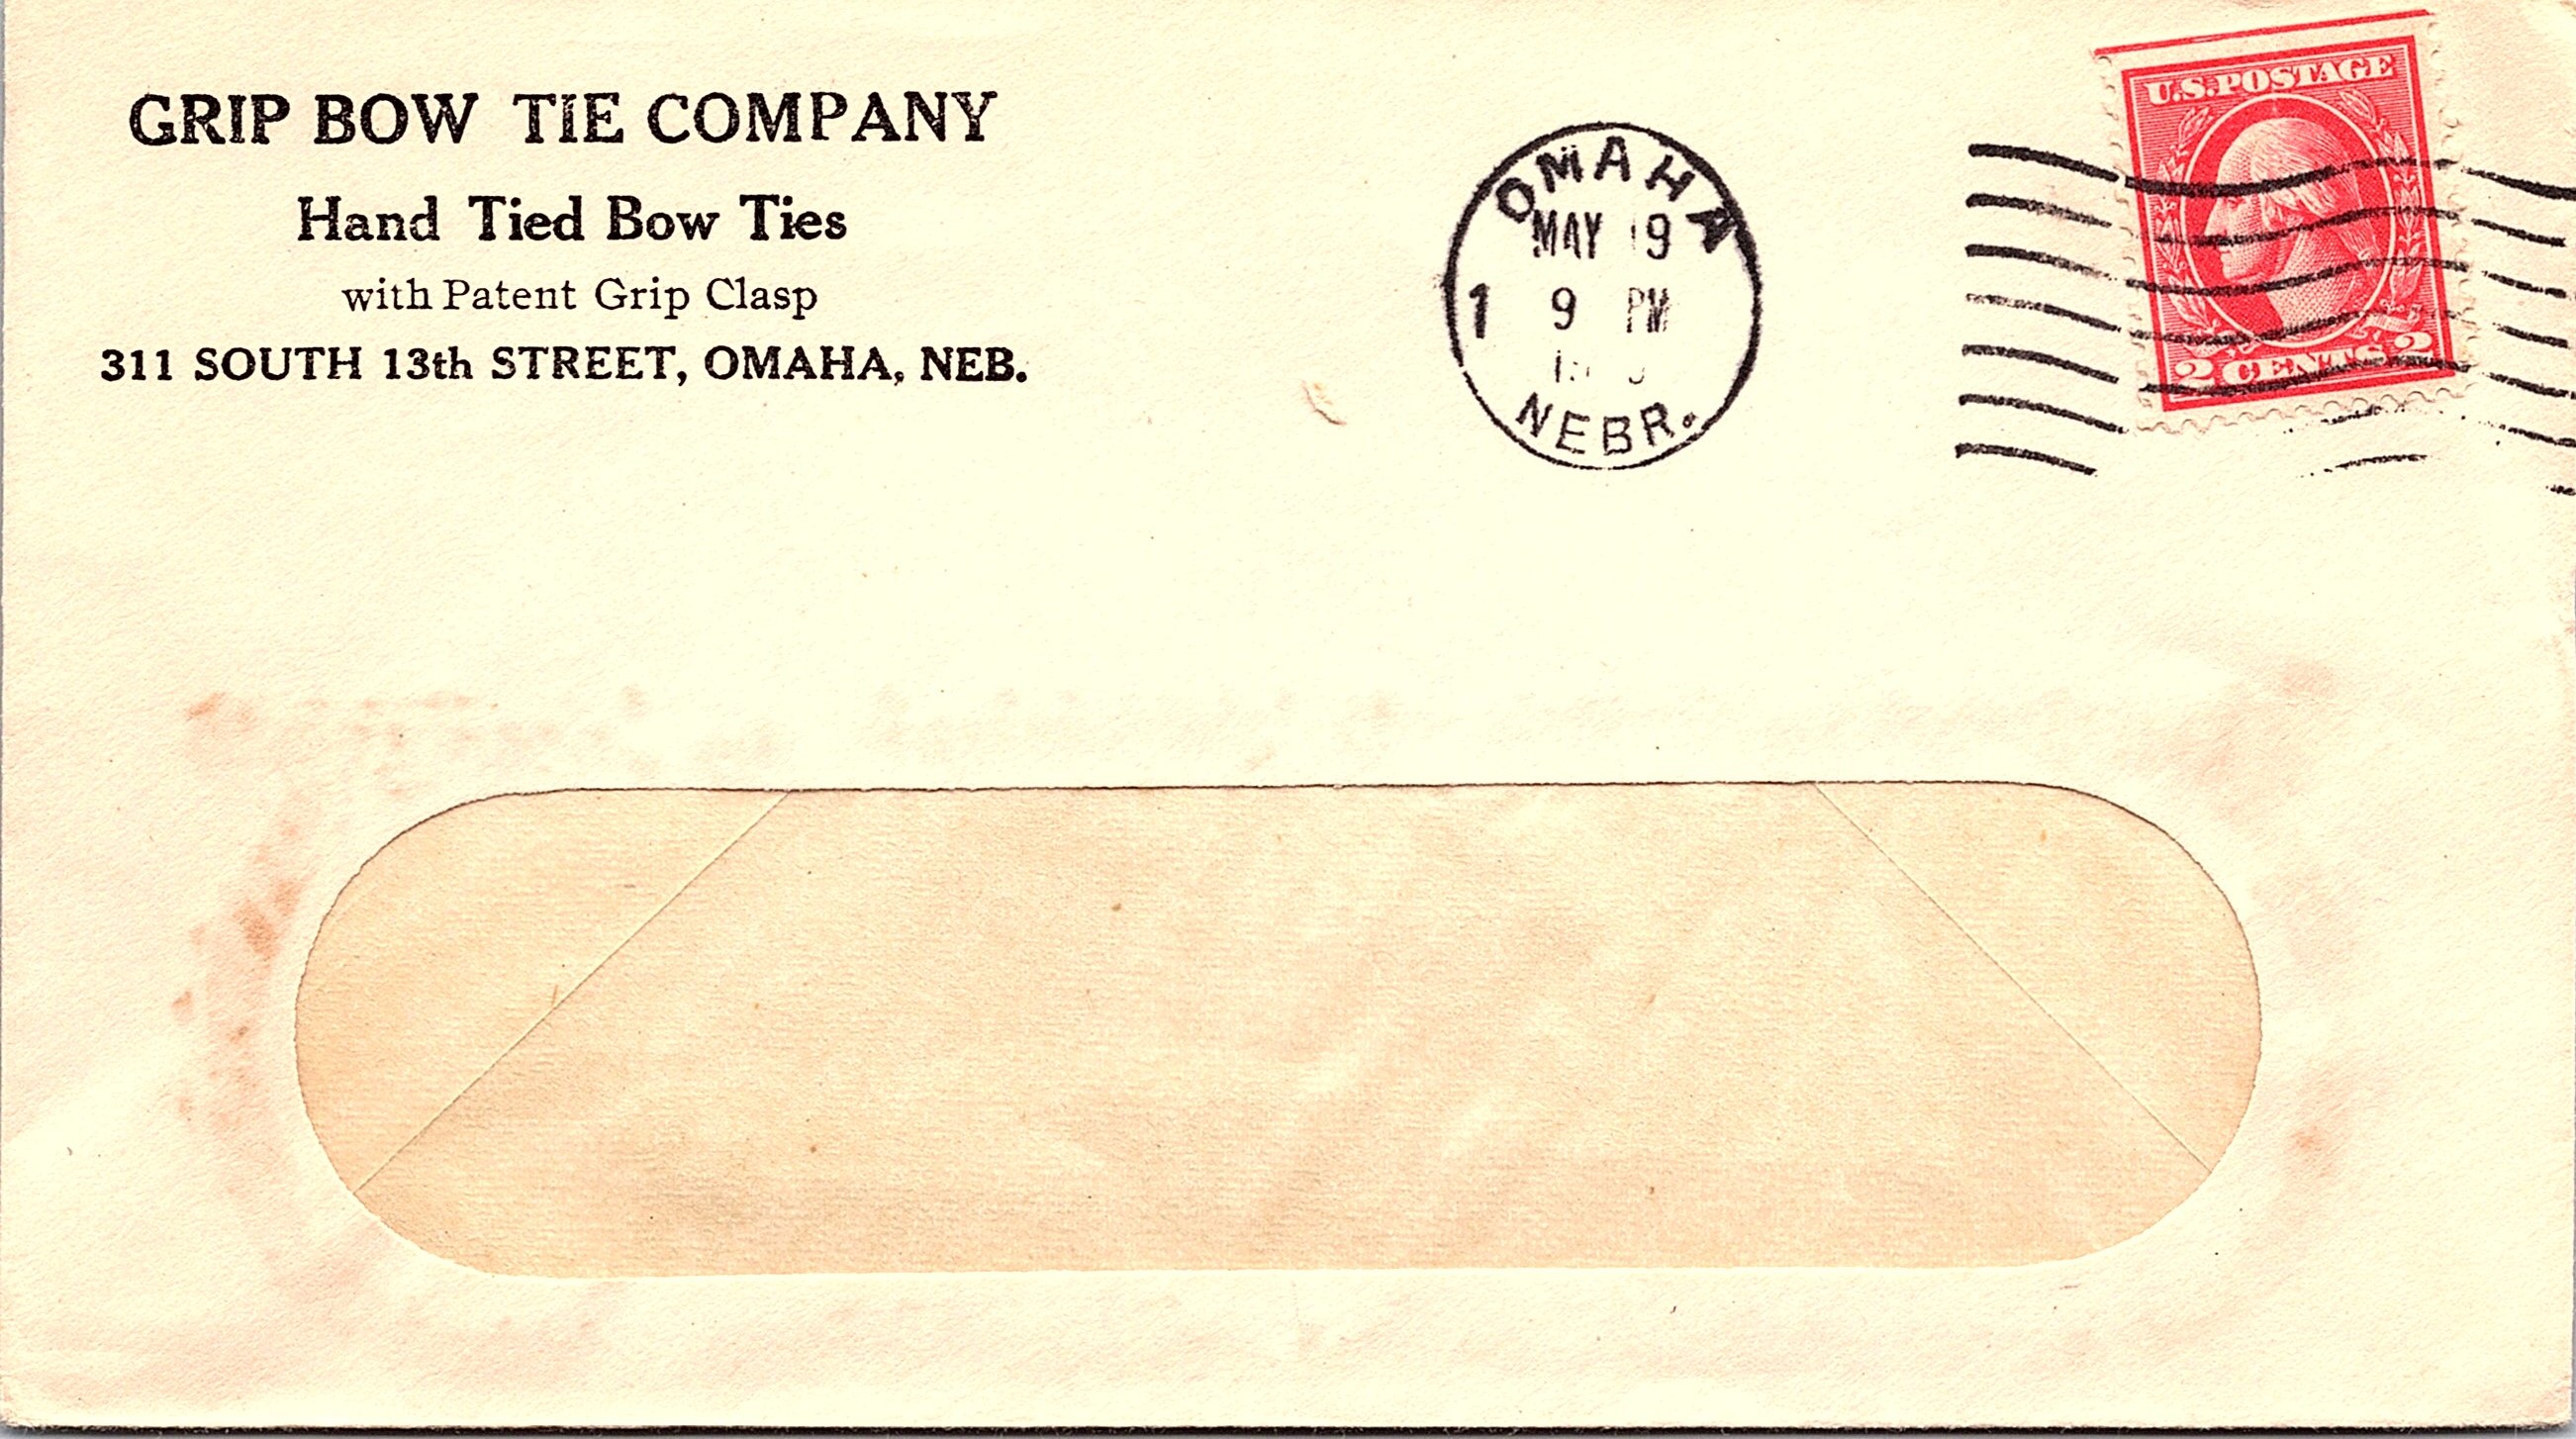 GRIP BOW TIE COMPANY
Hand Tied Bow Ties
with Patent Grip Clasp
311 SOUTH 13th STREET, OMAHA, NEB.
OMAHA
MAY 19
1 9 PM
NEBR.
U.S. POSTAGE
2 CENTS 2